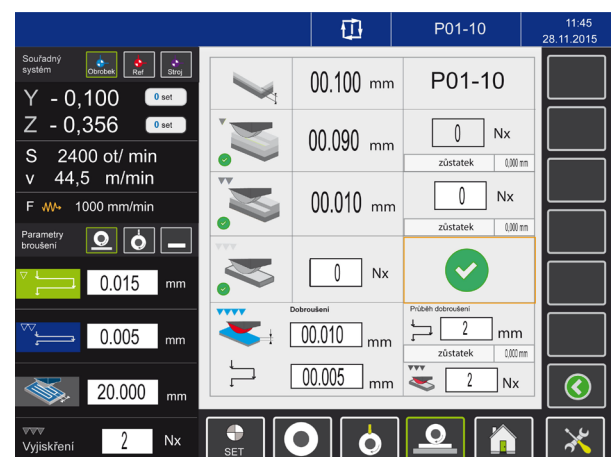 P01-10
11:45
28.11.2015
Souřadný
systém
Obrobek
Ref
Stroj
Y - 0,100
0 set
Z - 0,356
0 set
S 2400 ot/ min
v 44,5 m/min
F 1000 mm/min
Parametry
broušení
0.015 mm
0.005 mm
20.000 mm
Vyjiskření 2 Nx
00.100 mm
P01-10
00.090 mm
0 Nx
zůstatek 0,000 mm
00.010 mm
0 Nx
zůstatek 0,000 mm
0 Nx
Dobroušení
00.010 mm
00.005 mm
Průběh dobroušení
2 mm
zůstatek 0,000 mm
2 Nx
SET